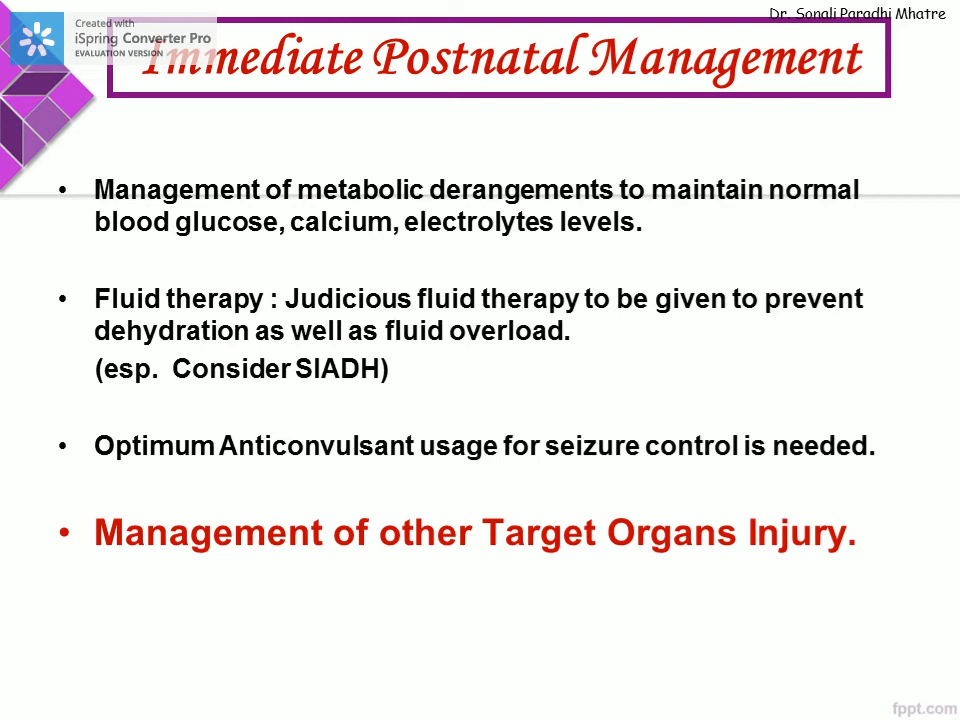 Dr. Sonali Paradhi Mhatre
Created with
iSpring Converter Pro
EVALUATION VERSION
Immediate Postnatal Management
• Management of metabolic derangements to maintain normal
blood glucose, calcium, electrolytes levels.
• Fluid therapy : Judicious fluid therapy to be given to prevent
dehydration as well as fluid overload.
(esp. Consider SIADH)
• Optimum Anticonvulsant usage for seizure control is needed.
• Management of other Target Organs Injury.
fppt.com